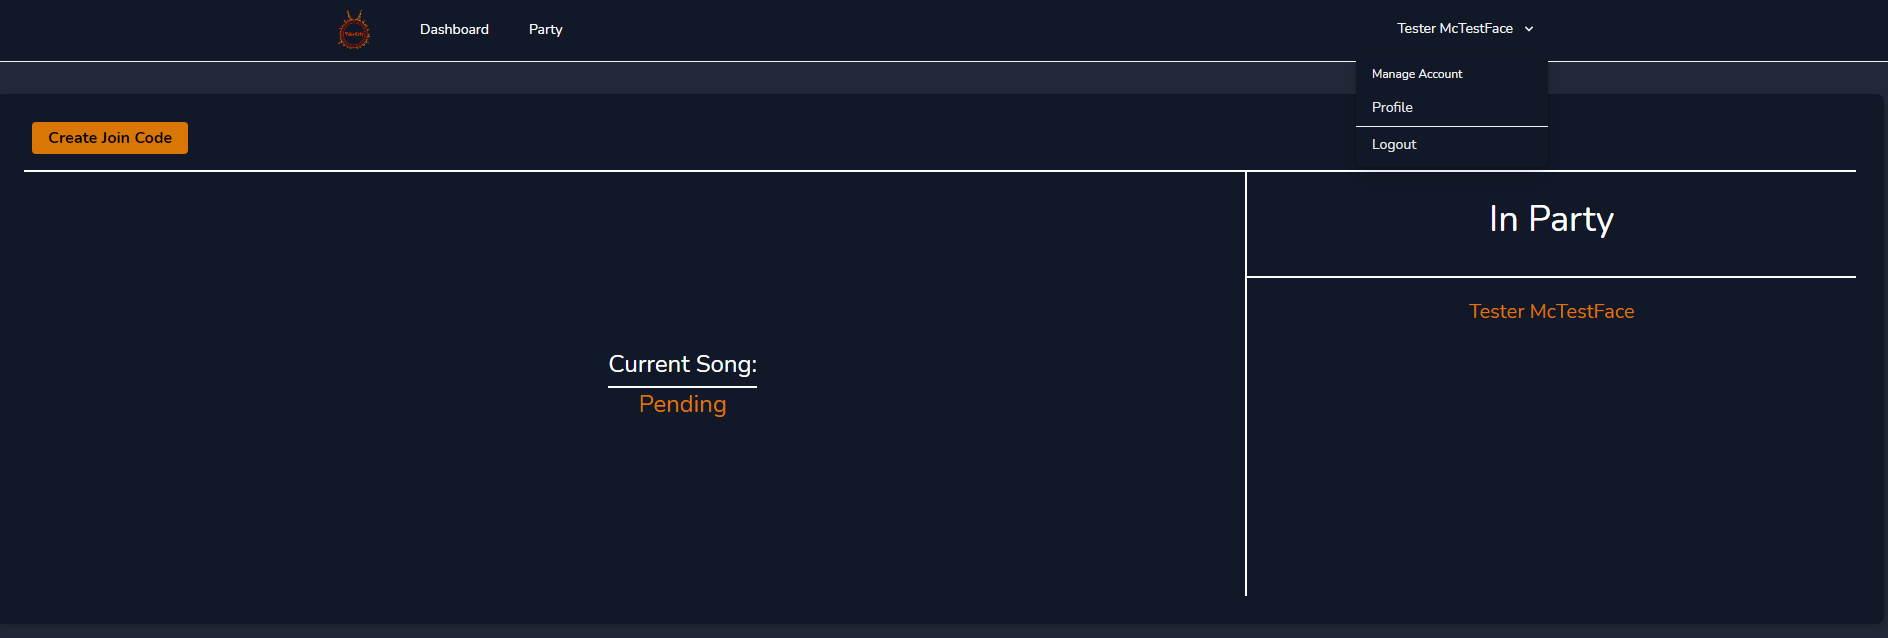 Dashboard Party Tester McTestFace
Manage Account
Profile
Logout
Create Join Code
In Party
Tester McTestFace
Current Song:
Pending